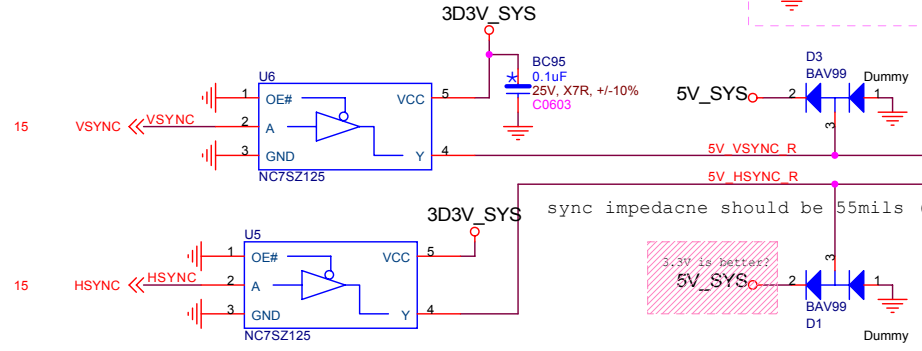 3D3V_SYS
BC95
0.1uF
25V, X7R, +/-10%
C0603
D3
BAV99
Dummy
5V_SYS
2
1
3
U6
1
OE#
VCC
5
15
VSYNC
VSYNC
2
A
3
GND
Y
4
NC7SZ125
5V_VSYNC_R
5V_HSYNC_R
3D3V_SYS
sync impedacne should be 55mils (
U5
1
OE#
VCC
5
15
HSYNC
HSYNC
2
A
3
GND
Y
4
NC7SZ125
3.3V is better?
5V_SYS
2
3
1
BAV99
D1
Dummy